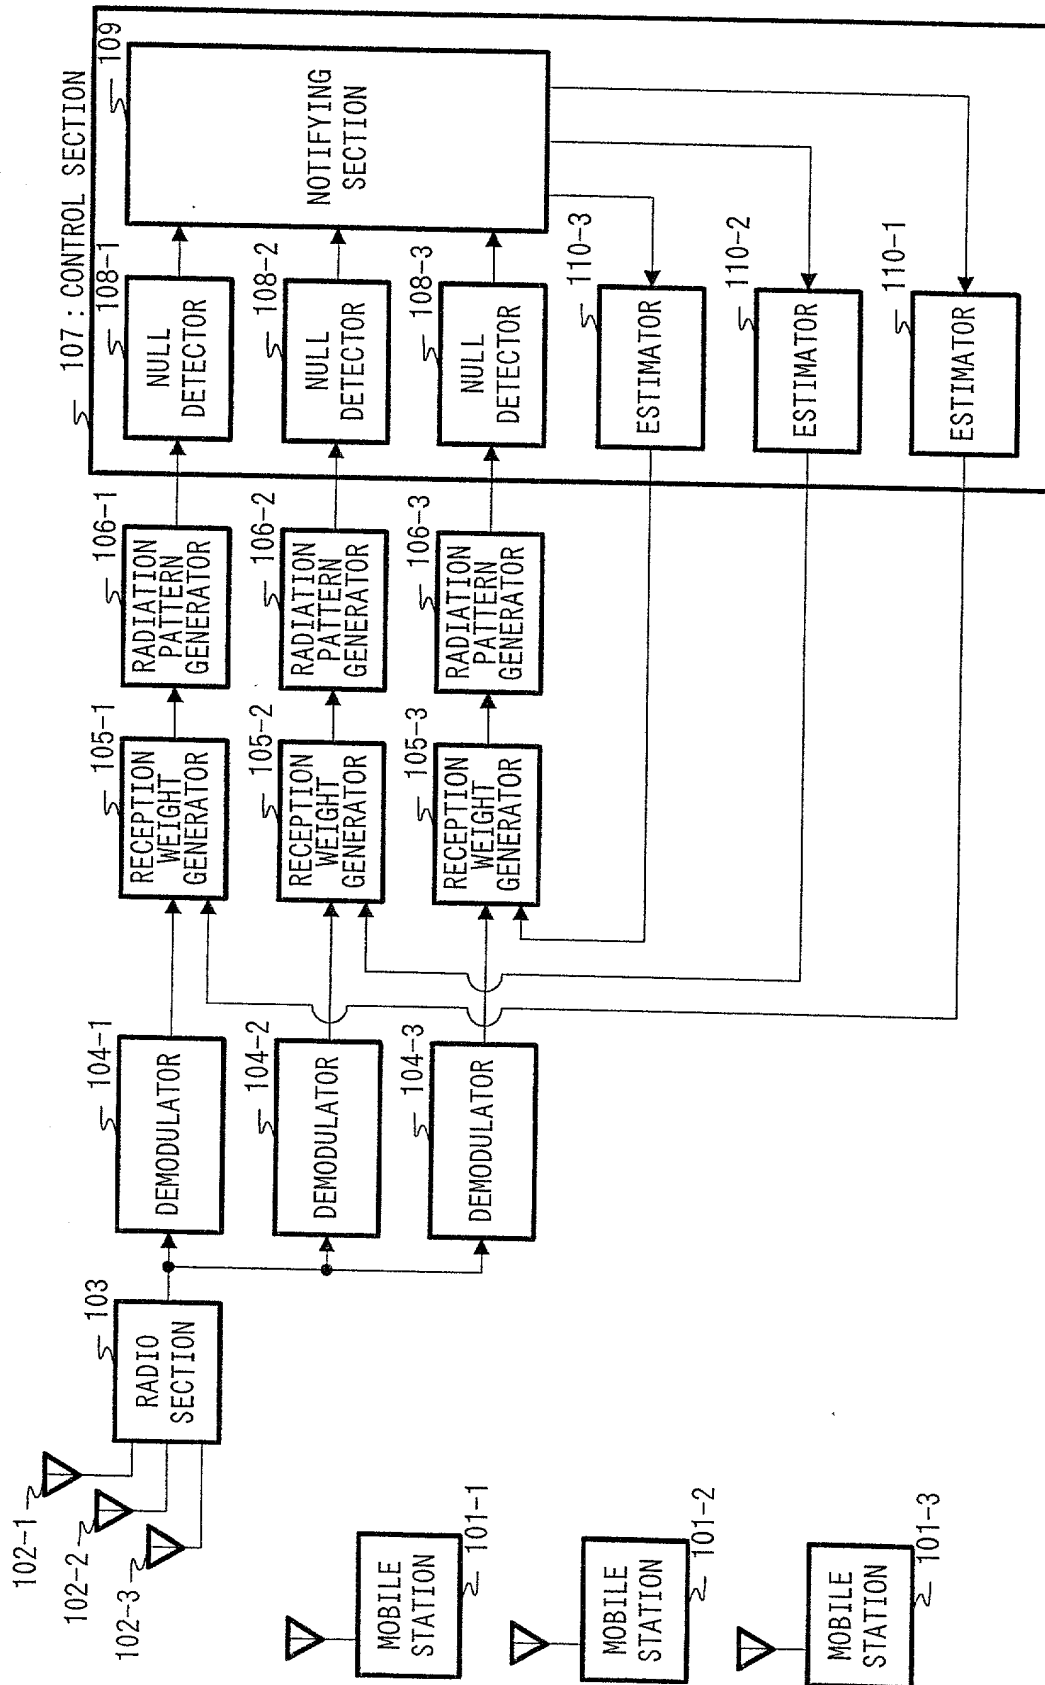 102-1
102-2
102-3
103
RADIO
SECTION
MOBILE
STATION
101-1
MOBILE
STATION
101-2
MOBILE
STATION
101-3
104-1
DEMODULATOR
104-2
DEMODULATOR
104-3
DEMODULATOR
105-1
RECEPTION
WEIGHT
GENERATOR
105-2
RECEPTION
WEIGHT
GENERATOR
105-3
RECEPTION
WEIGHT
GENERATOR
106-1
RADIATION
PATTERN
GENERATOR
106-2
RADIATION
PATTERN
GENERATOR
106-3
RADIATION
PATTERN
GENERATOR
107:CONTROL SECTION
108-1
NULL
DETECTOR
108-2
NULL
DETECTOR
108-3
NULL
DETECTOR
109
NOTIFYING
SECTION
110-3
ESTIMATOR
110-2
ESTIMATOR
110-1
ESTIMATOR